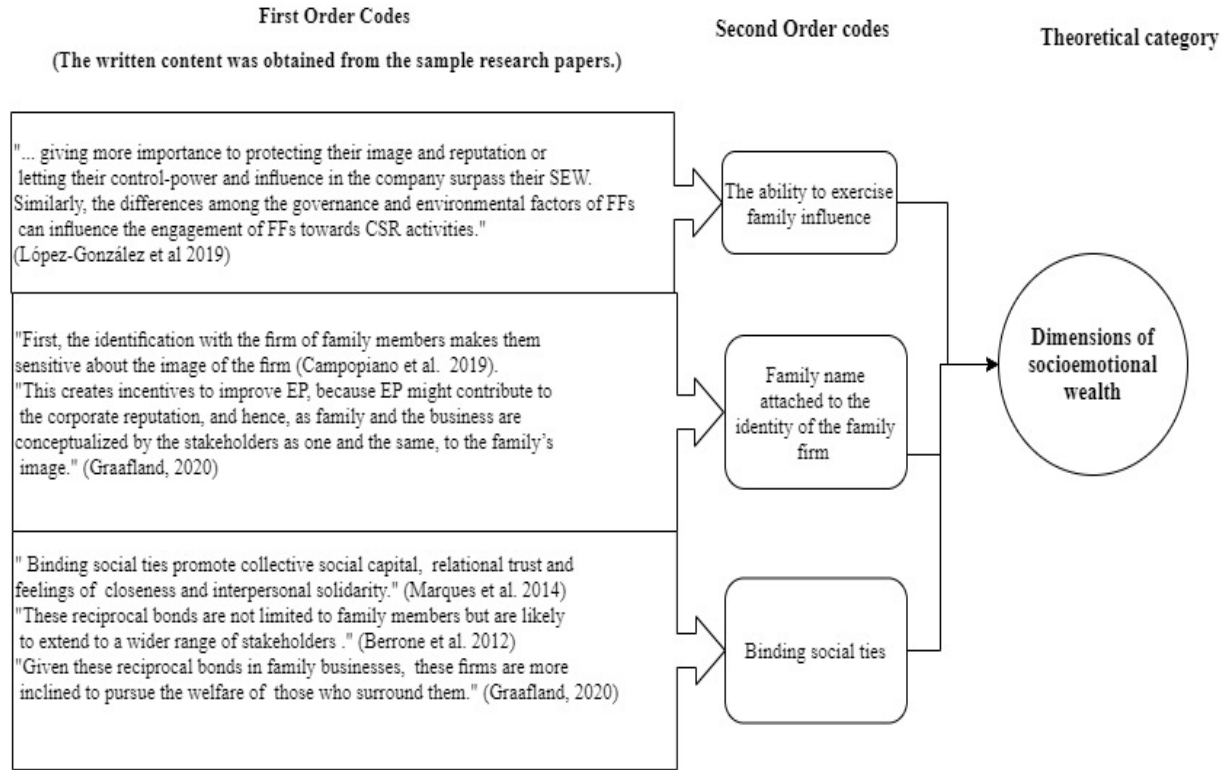 First Order Codes
(The written content was obtained from the sample research papers.)
Second Order codes
Theoretical category
"... giving more importance to protecting their image and reputation or
letting their control-power and influence in the company surpass their SEW.
Similarly, the differences among the governance and environmental factors of FFs
can influence the engagement of FFs towards CSR activities."
(López-González et al 2019)
The ability to exercise
family influence
"First, the identification with the firm of family members makes them
sensitive about the image of the firm (Campopiano et al. 2019).
"This creates incentives to improve EP, because EP might contribute to
the corporate reputation, and hence, as family and the business are
conceptualized by the stakeholders as one and the same, to the family's
image." (Graafland, 2020)
Family name
attached to the
identity of the family
firm
Dimensions of
socioemotional
wealth
" Binding social ties promote collective social capital, relational trust and
feelings of closeness and interpersonal solidarity." (Marques et al. 2014)
"These reciprocal bonds are not limited to family members but are likely
to extend to a wider range of stakeholders ." (Berrone et al. 2012)
"Given these reciprocal bonds in family businesses, these firms are more
inclined to pursue the welfare of those who surround them." (Graafland, 2020)
Binding social ties